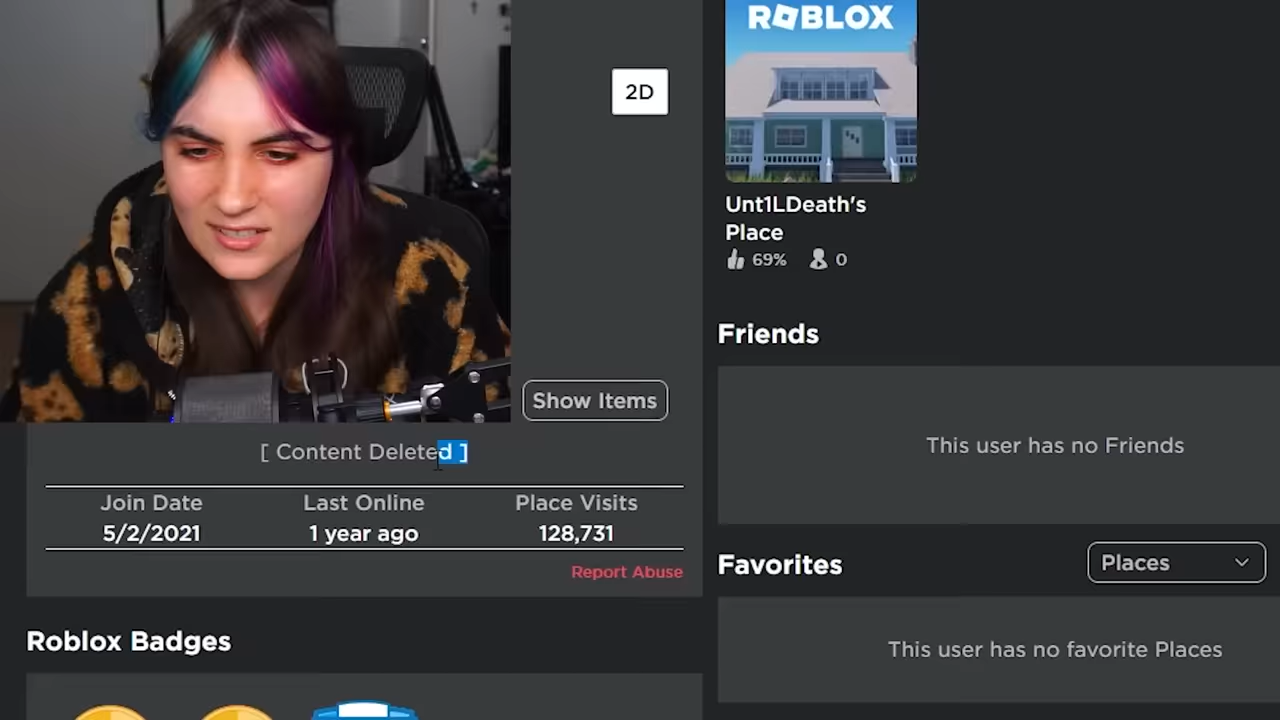 2D
Show Items
[ Content Deleted ]
Join Date
Last Online
Place Visits
5/2/2021
1 year ago
128,731
Report Abuse
Roblox Badges
ROBLOX
Unt1LDeath's
Place
69%
0
Friends
This user has no Friends
Favorites
Places
This user has no favorite Places